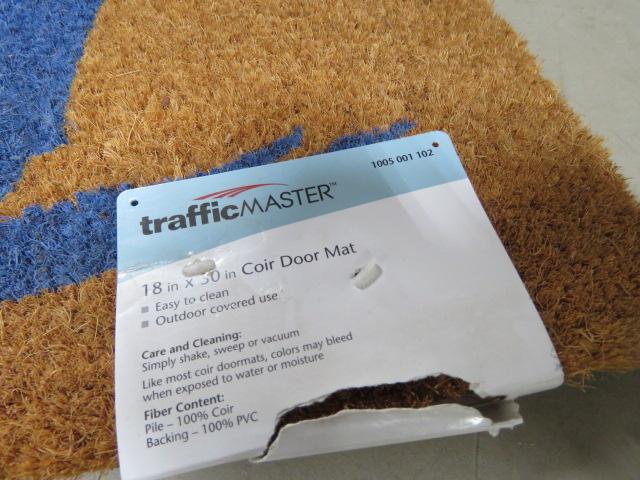 1005 001 102
trafficMASTER™
18 in x 30 in Coir Door Mat
■ Easy to clean
■ Outdoor covered use
Care and Cleaning:
Simply shake, sweep or vacuum
Like most coir doormats, colors may bleed
when exposed to water or moisture
Fiber Content:
Pile – 100% Coir
Backing – 100% PVC